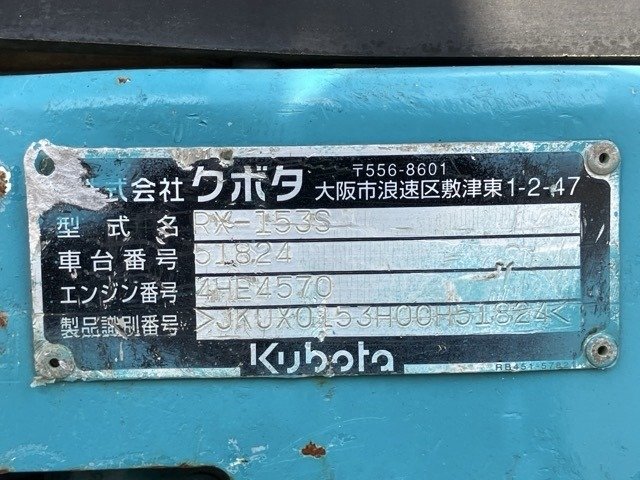 式会社 クボタ 〒556-8601
大阪市浪速区敷津東1-2-47
型式名 RX-153S
車台番号 51824
エンジン番号 4HE4570
製品識別番号 >JKUX0153H00H51824<
Kubota